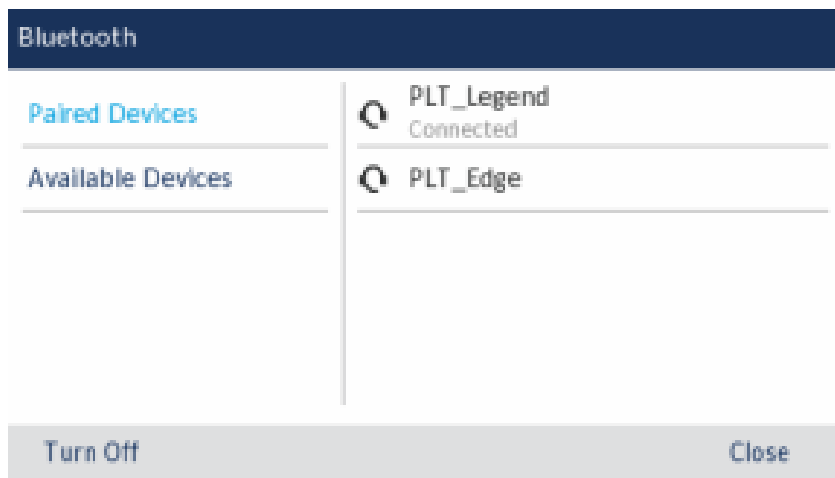 Bluetooth
Paired Devices
Available Devices
PLT_Legend
Connected
PLT_Edge
Turn Off
Close